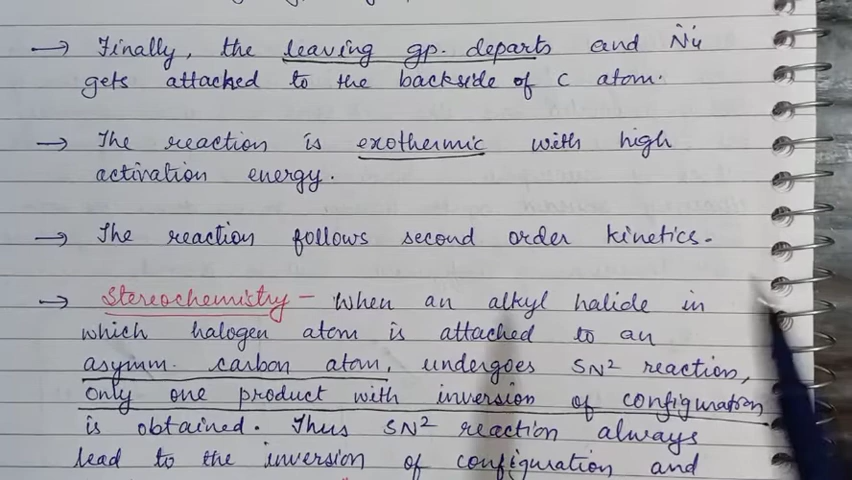 → Finally, the leaving gp. departs and N̈u
gets attached to the backside of C atom.
→ The reaction is exothermic with high
activation energy.
→ The reaction follows second order kinetics.
→ Stereochemistry - When an alkyl halide in
which halogen atom is attached to an
asymm. carbon atom, undergoes SN² reaction,
only one product with inversion of configuration
is obtained. Thus SN² reaction always
lead to the inversion of configuration and